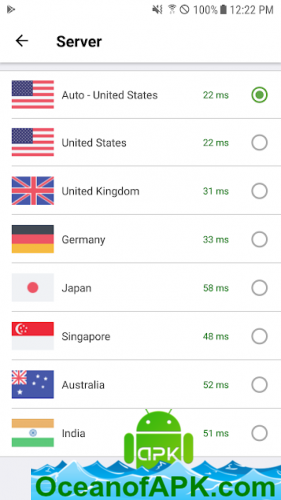 100% 12:22 PM
Server
Auto - United States 22 ms
United States 22 ms
United Kingdom 31 ms
Germany 33 ms
Japan 58 ms
Singapore 48 ms
Australia 52 ms
India 51 ms
APK
OceanofAPK.com